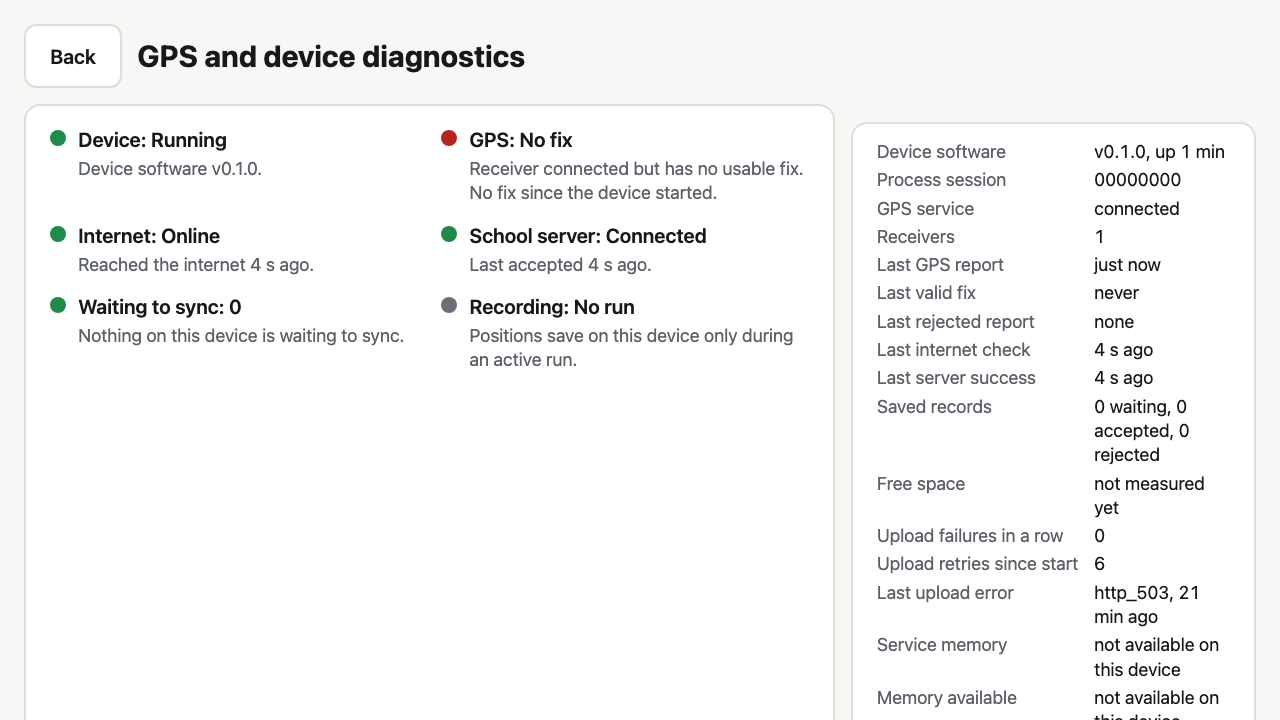 Back
GPS and device diagnostics
Device: Running
Device software v0.1.0.
GPS: No fix
Receiver connected but has no usable fix.
No fix since the device started.
Internet: Online
Reached the internet 4 s ago.
School server: Connected
Last accepted 4 s ago.
Waiting to sync: 0
Nothing on this device is waiting to sync.
Recording: No run
Positions save on this device only during
an active run.
Device software v0.1.0, up 1 min
Process session 00000000
GPS service connected
Receivers 1
Last GPS report just now
Last valid fix never
Last rejected report none
Last internet check 4 s ago
Last server success 4 s ago
Saved records 0 waiting, 0
accepted, 0
rejected
Free space not measured
yet
Upload failures in a row 0
Upload retries since start 6
Last upload error http_503, 21
min ago
Service memory not available on
this device
Memory available not available on
this device